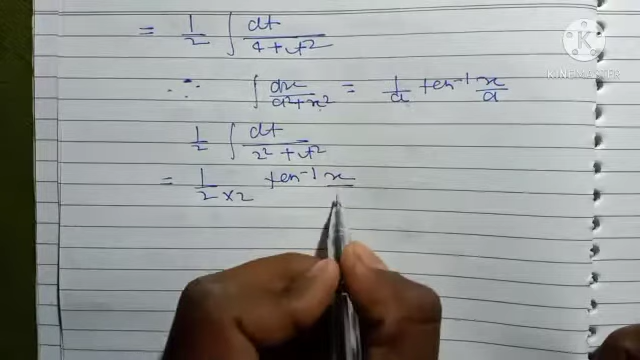 = 1/2 ∫ dt/4+t²
∴ ∫ dx/a²+x² = 1/a tan⁻¹ x/a
1/2 ∫ dt/2²+t²
= 1/2×2 tan⁻¹ x
KINEMASTER